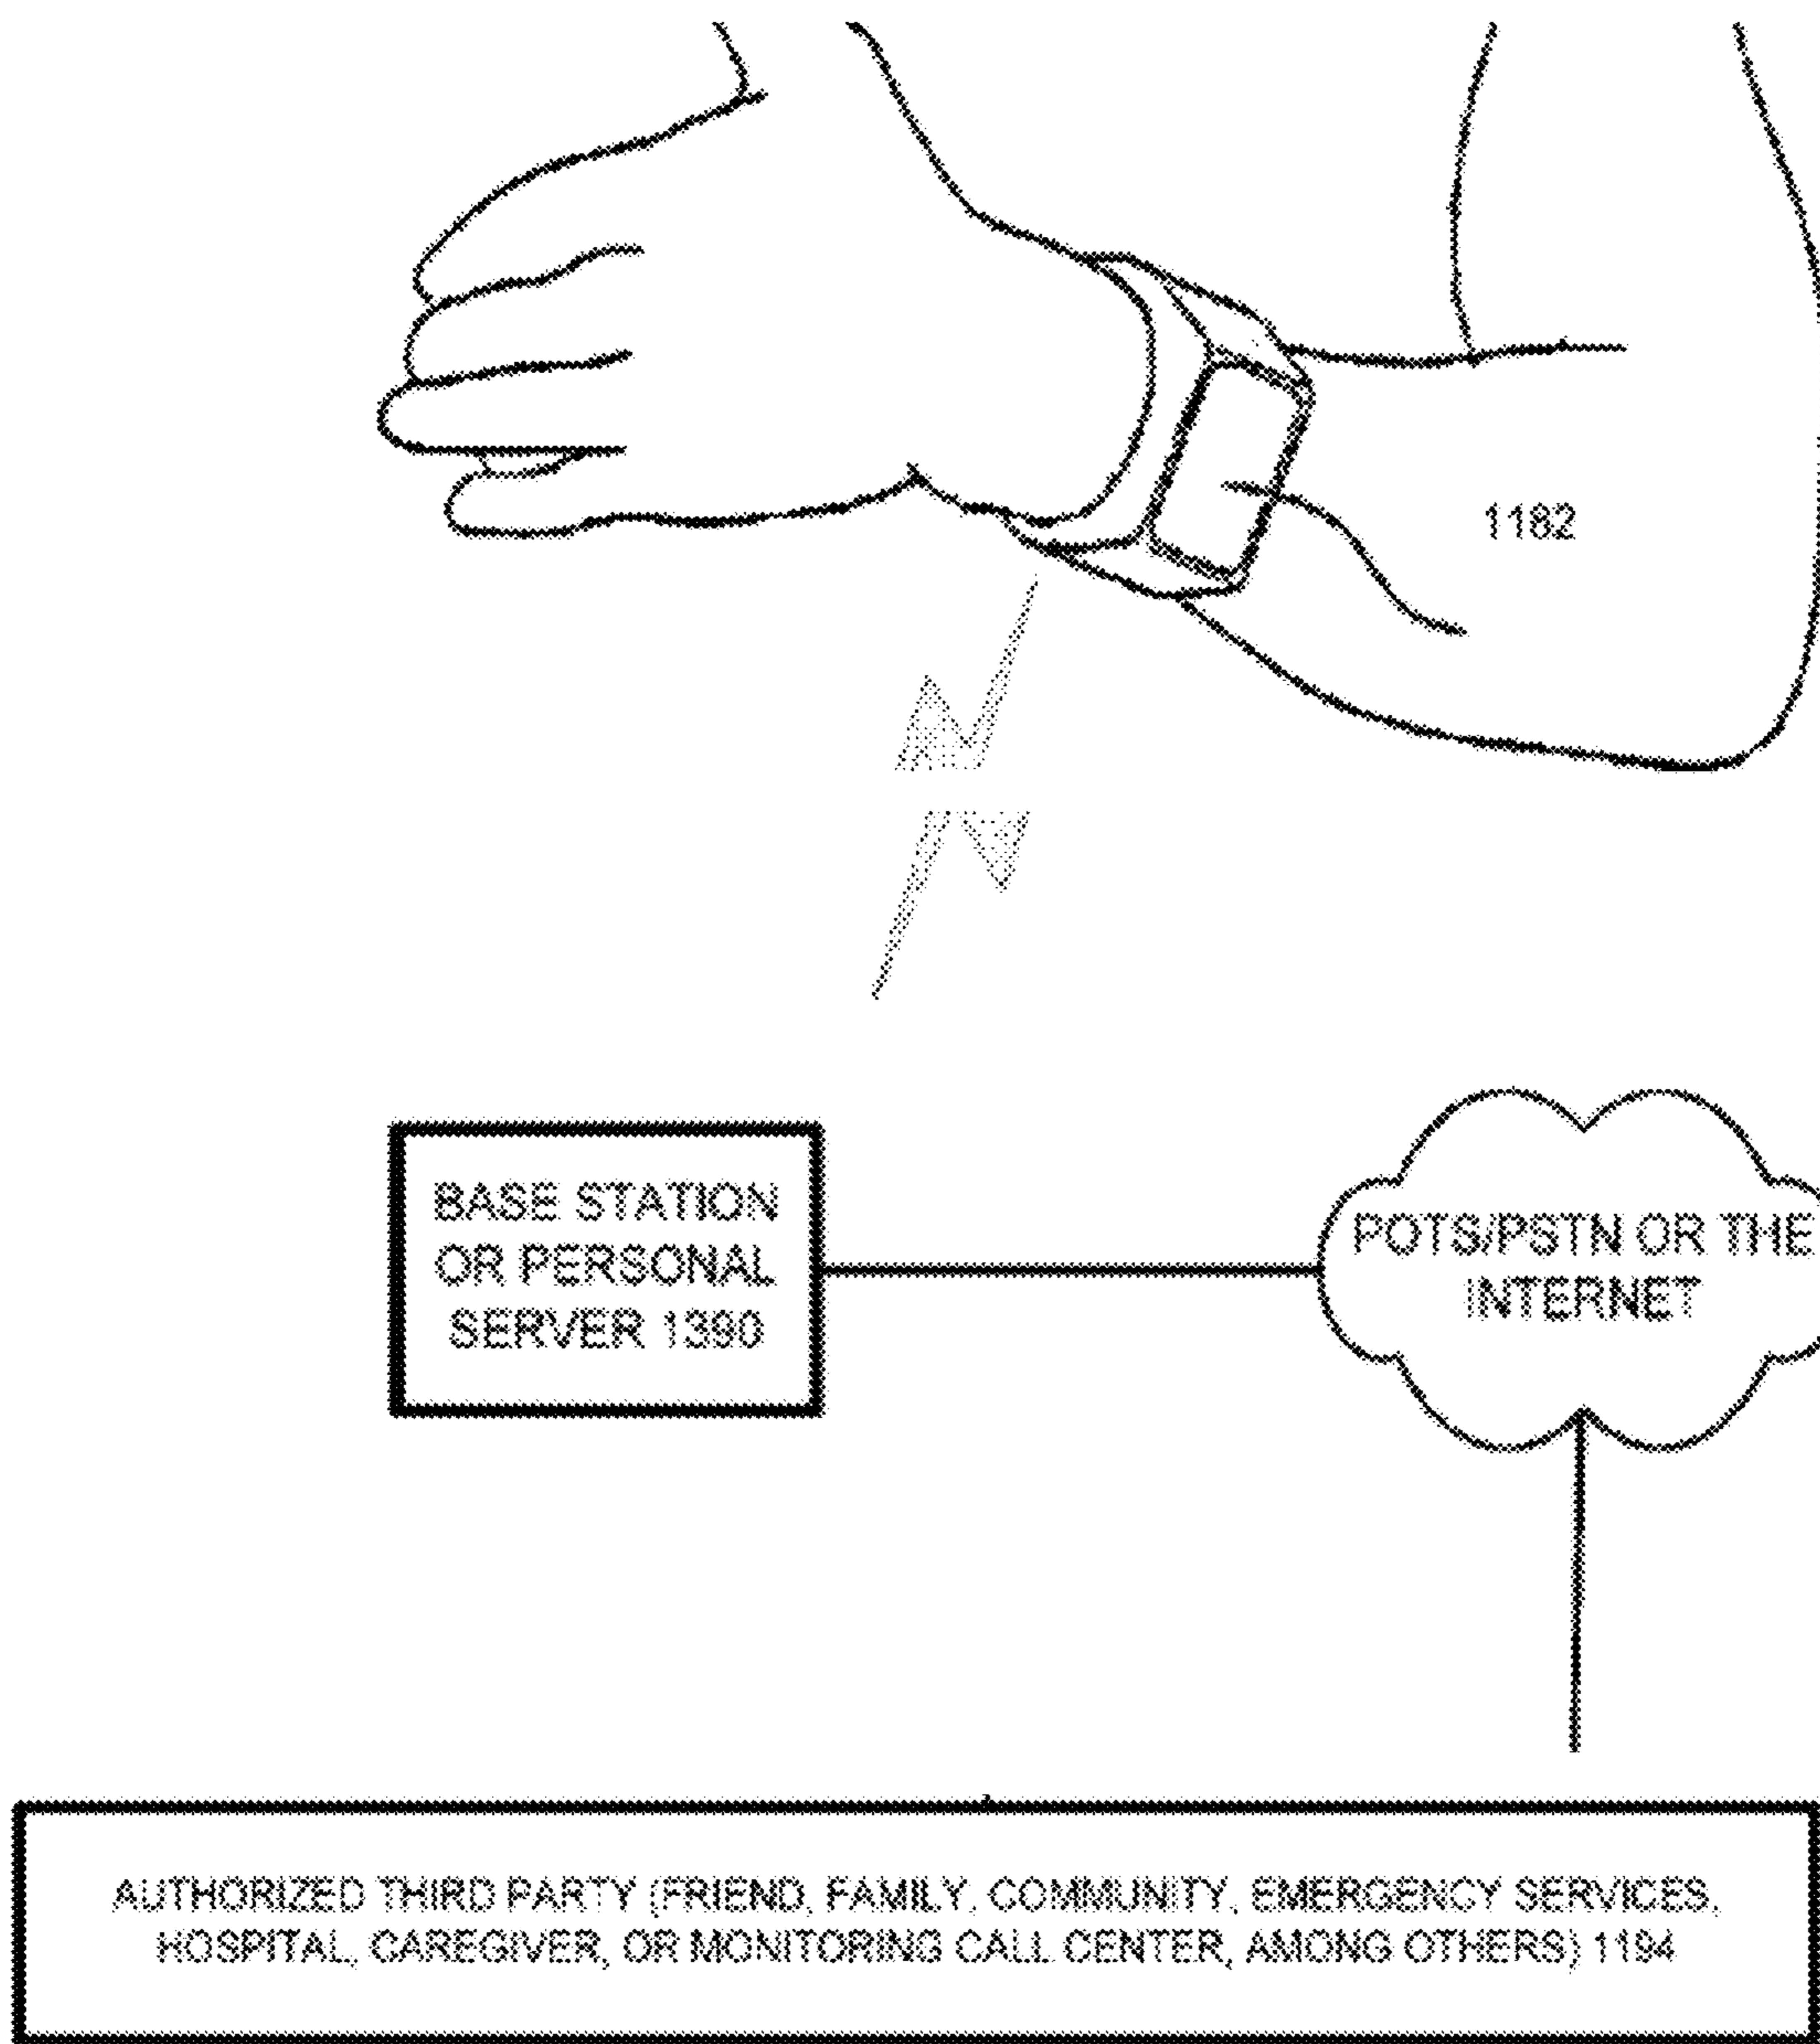 1182
BASE STATION
OR PERSONAL
SERVER 1390
POTS/PSTN OR THE
INTERNET
AUTHORIZED THIRD PARTY (FRIEND, FAMILY, COMMUNITY, EMERGENCY SERVICES,
HOSPITAL, CAREGIVER, OR MONITORING CALL CENTER, AMONG OTHERS) 1194